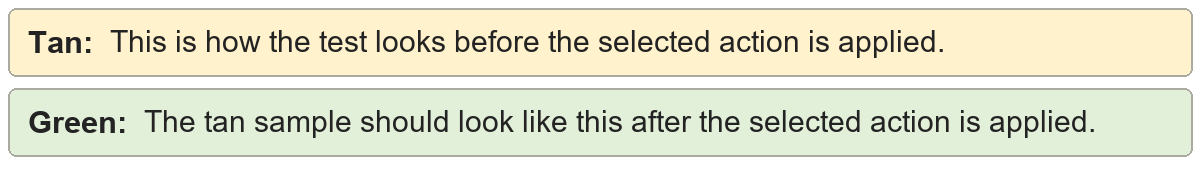 Tan: This is how the test looks before the selected action is applied.
Green: The tan sample should look like this after the selected action is applied.